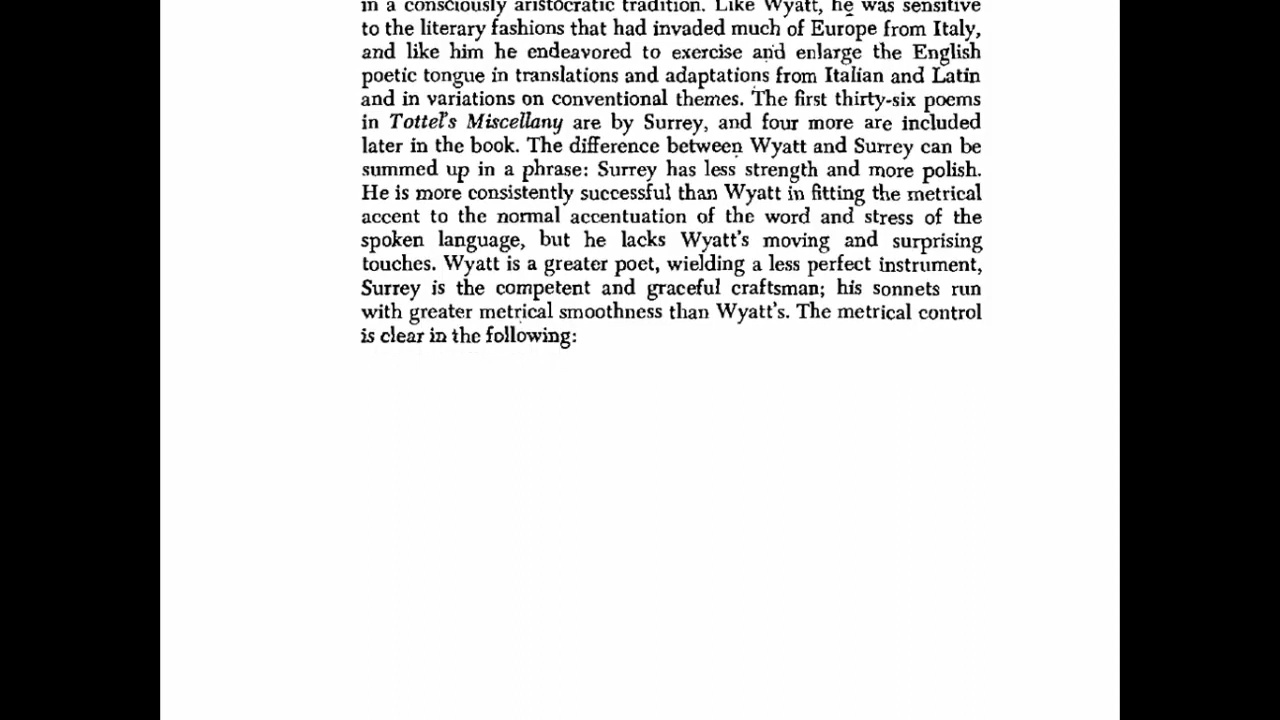 in a consciously aristocratic tradition. Like Wyatt, he was sensitive
to the literary fashions that had invaded much of Europe from Italy,
and like him he endeavored to exercise and enlarge the English
poetic tongue in translations and adaptations from Italian and Latin
and in variations on conventional themes. The first thirty-six poems
in Tottel's Miscellany are by Surrey, and four more are included
later in the book. The difference between Wyatt and Surrey can be
summed up in a phrase: Surrey has less strength and more polish.
He is more consistently successful than Wyatt in fitting the metrical
accent to the normal accentuation of the word and stress of the
spoken language, but he lacks Wyatt's moving and surprising
touches. Wyatt is a greater poet, wielding a less perfect instrument,
Surrey is the competent and graceful craftsman; his sonnets run
with greater metrical smoothness than Wyatt's. The metrical control
is clear in the following: